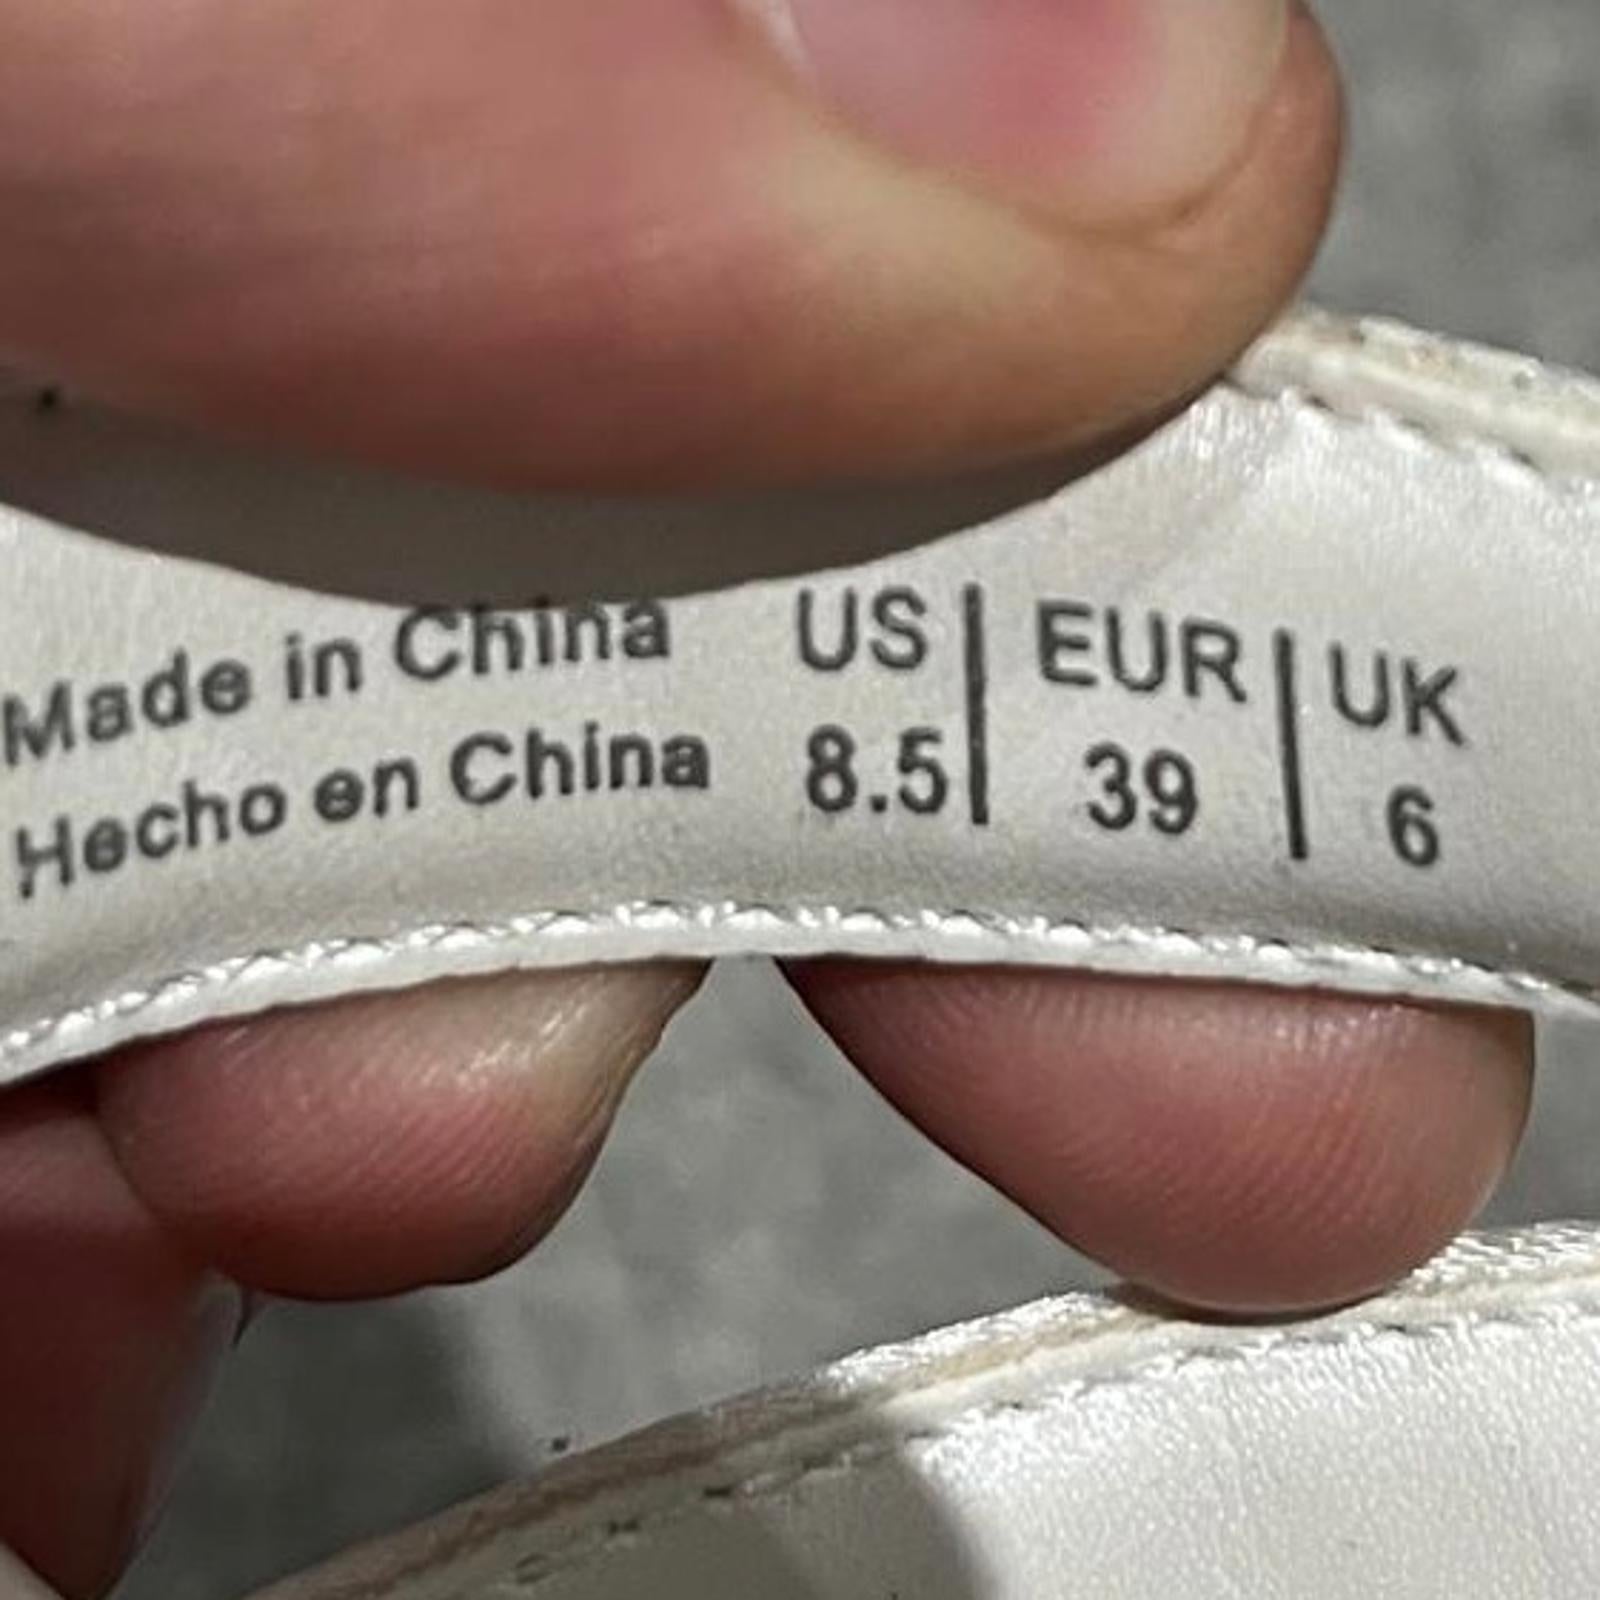 Made in China
Hecho en China
US | EUR | UK
8.5 | 39 | 6